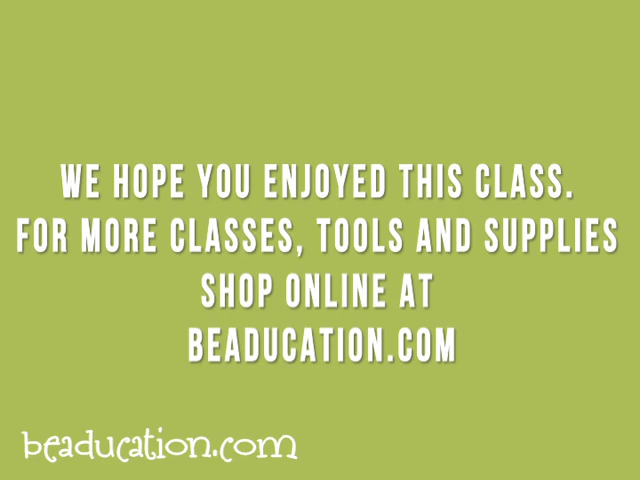 WE HOPE YOU ENJOYED THIS CLASS.
FOR MORE CLASSES, TOOLS AND SUPPLIES
SHOP ONLINE AT
BEADUCATION.COM
beaducation.com